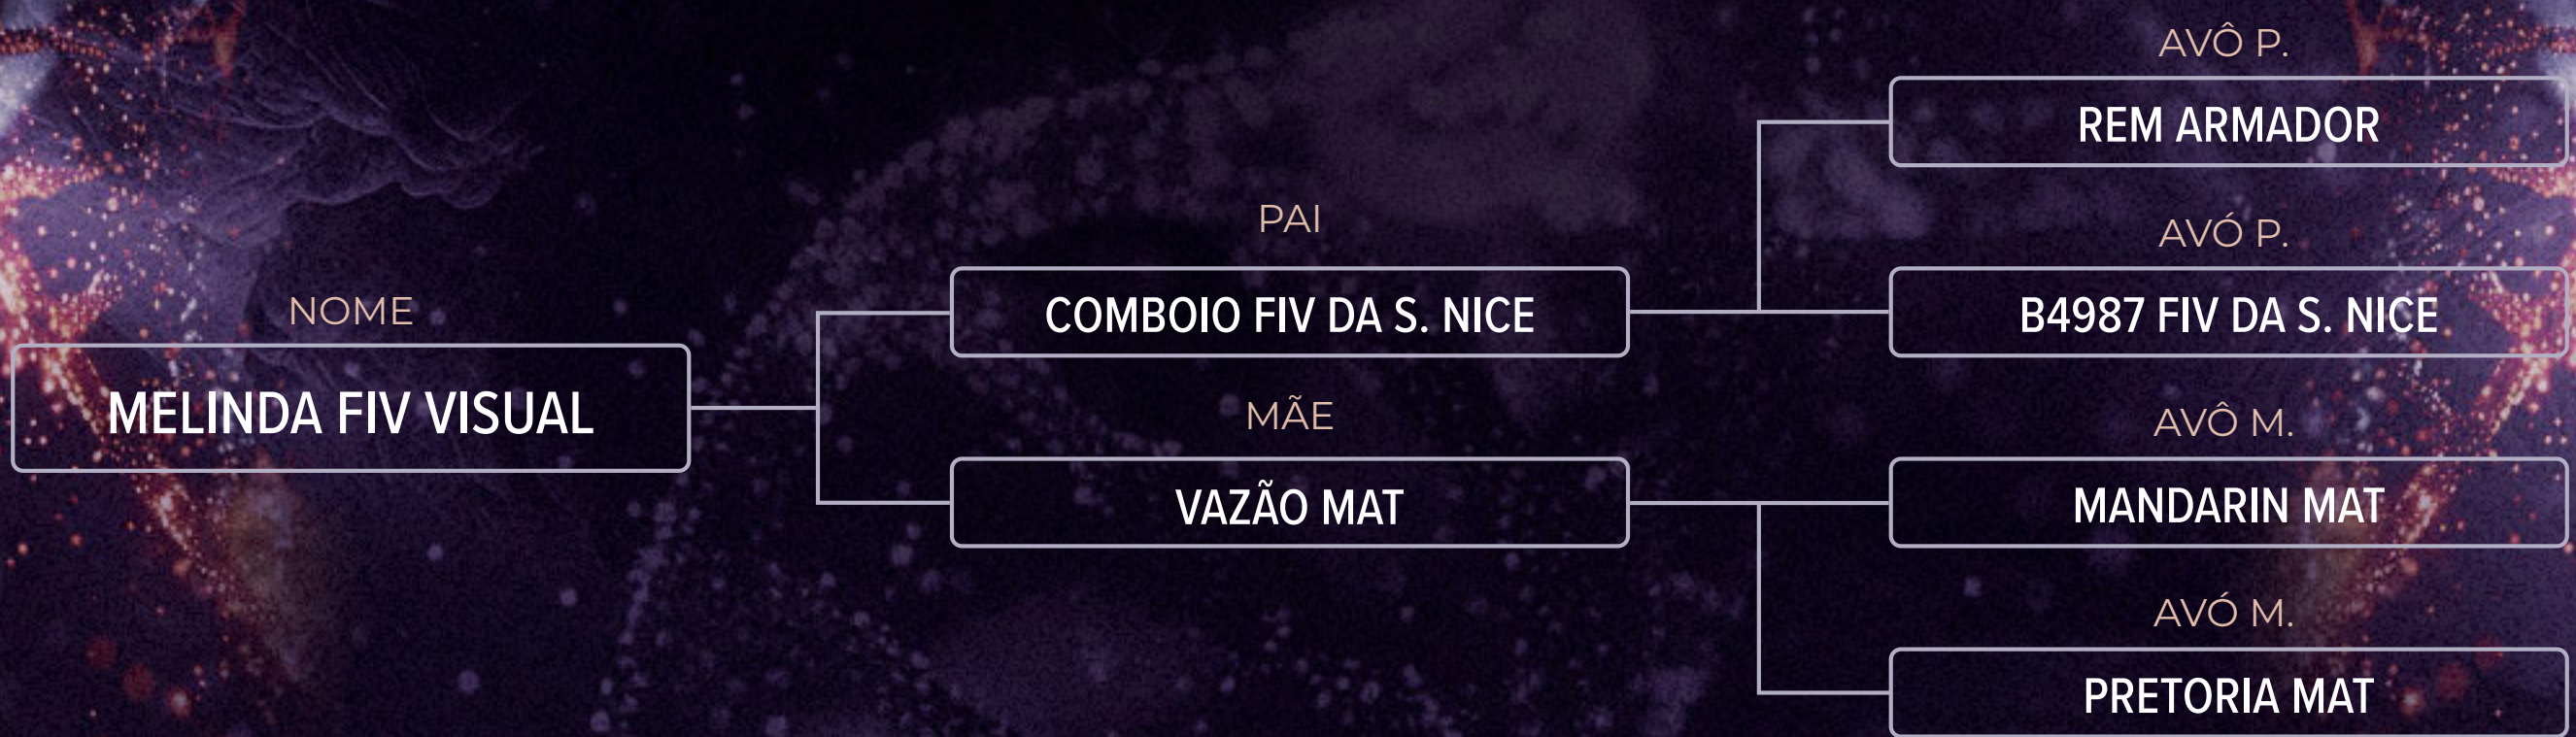 NOME
MELINDA FIV VISUAL
PAI
COMBOIO FIV DA S. NICE
MÃE
VAZÃO MAT
AVÔ P.
REM ARMADOR
AVÓ P.
B4987 FIV DA S. NICE
AVÔ M.
MANDARIN MAT
AVÓ M.
PRETORIA MAT